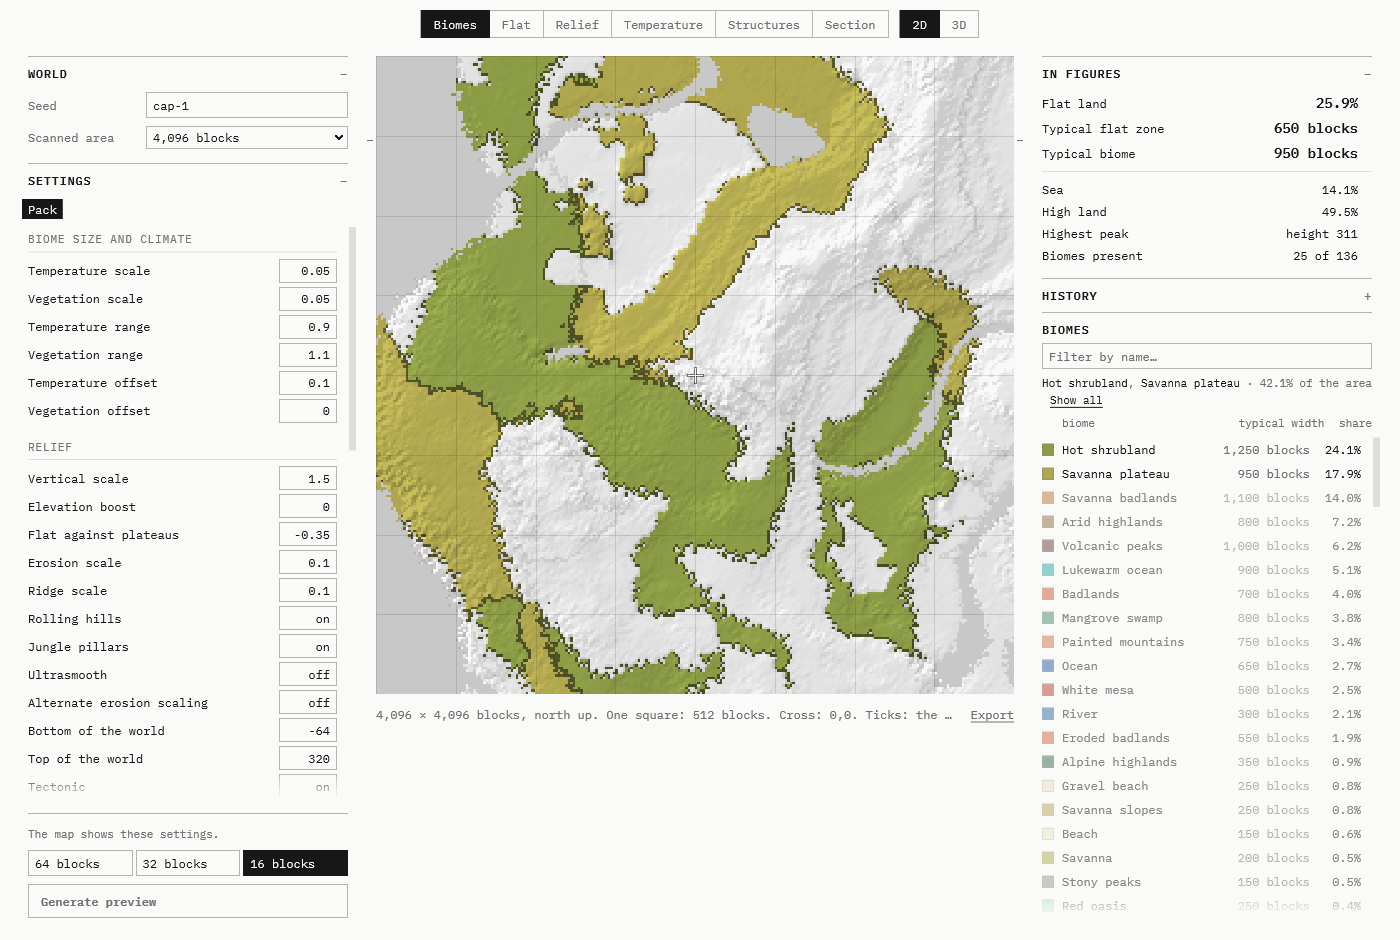 Biomes Flat Relief Temperature Structures Section 2D 3D
WORLD −
Seed cap-1
Scanned area 4,096 blocks
SETTINGS −
Pack
BIOME SIZE AND CLIMATE
Temperature scale 0.05
Vegetation scale 0.05
Temperature range 0.9
Vegetation range 1.1
Temperature offset 0.1
Vegetation offset 0
RELIEF
Vertical scale 1.5
Elevation boost 0
Flat against plateaus -0.35
Erosion scale 0.1
Ridge scale 0.1
Rolling hills on
Jungle pillars on
Ultrasmooth off
Alternate erosion scaling off
Bottom of the world -64
Top of the world 320
Tectonic on
The map shows these settings.
64 blocks 32 blocks 16 blocks
Generate preview
4,096 × 4,096 blocks, north up. One square: 512 blocks. Cross: 0,0. Ticks: the … Export
IN FIGURES −
Flat land 25.9%
Typical flat zone 650 blocks
Typical biome 950 blocks
Sea 14.1%
High land 49.5%
Highest peak height 311
Biomes present 25 of 136
HISTORY +
BIOMES
Filter by name…
Hot shrubland, Savanna plateau · 42.1% of the area
Show all
biome typical width share
Hot shrubland 1,250 blocks 24.1%
Savanna plateau 950 blocks 17.9%
Savanna badlands 1,100 blocks 14.0%
Arid highlands 800 blocks 7.2%
Volcanic peaks 1,000 blocks 6.2%
Lukewarm ocean 900 blocks 5.1%
Badlands 700 blocks 4.0%
Mangrove swamp 800 blocks 3.8%
Painted mountains 750 blocks 3.4%
Ocean 650 blocks 2.7%
White mesa 500 blocks 2.5%
River 300 blocks 2.1%
Eroded badlands 550 blocks 1.9%
Alpine highlands 350 blocks 0.9%
Gravel beach 250 blocks 0.8%
Savanna slopes 250 blocks 0.8%
Beach 150 blocks 0.6%
Savanna 200 blocks 0.5%
Stony peaks 150 blocks 0.5%
Red oasis 250 blocks 0.4%